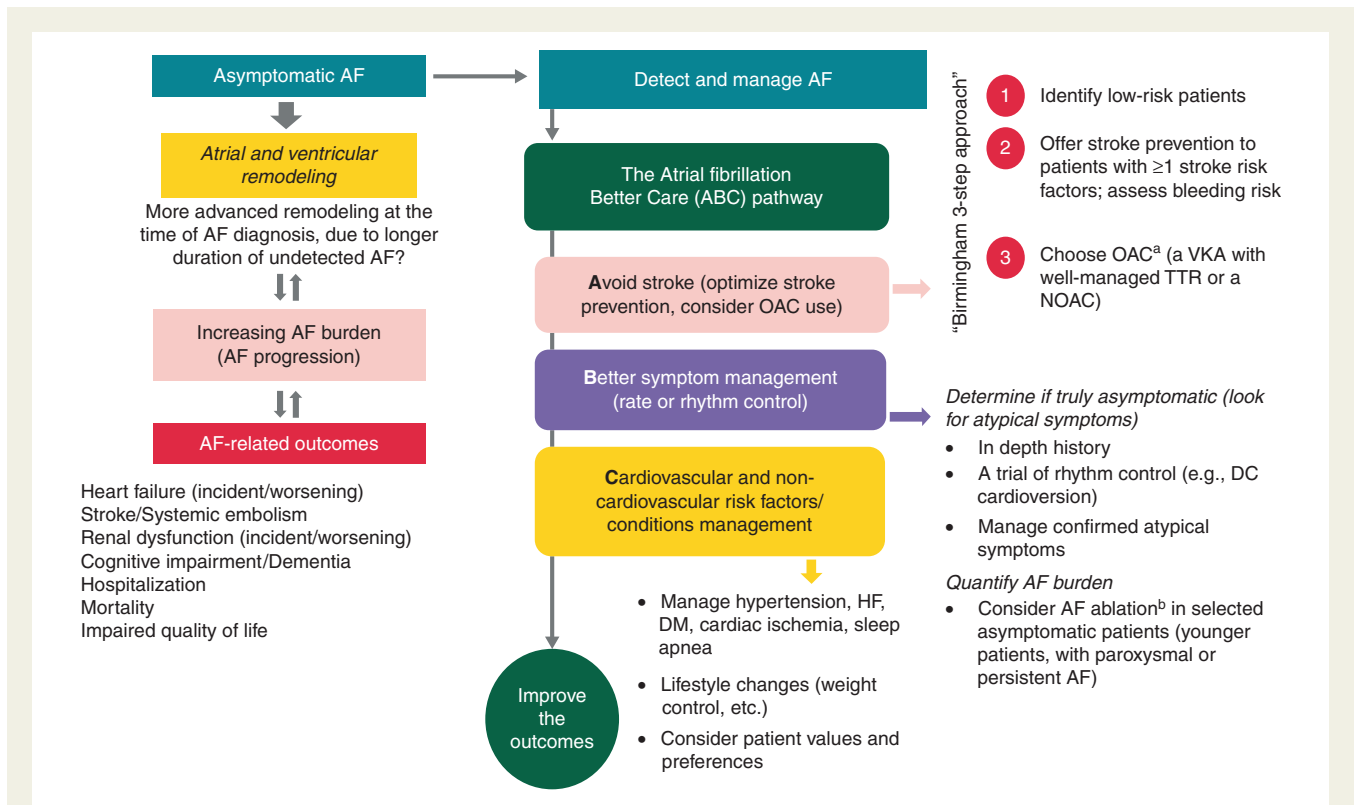 Asymptomatic AF
Atrial and ventricular
remodeling
More advanced remodeling at the
time of AF diagnosis, due to longer
duration of undetected AF?
Increasing AF burden
(AF progression)
AF-related outcomes
Heart failure (incident/worsening)
Stroke/Systemic embolism
Renal dysfunction (incident/worsening)
Cognitive impairment/Dementia
Hospitalization
Mortality
Impaired quality of life
Detect and manage AF
The Atrial fibrillation
Better Care (ABC) pathway
Avoid stroke (optimize stroke
prevention, consider OAC use)
Better symptom management
(rate or rhythm control)
Cardiovascular and non-
cardiovascular risk factors/
conditions management
• Manage hypertension, HF,
DM, cardiac ischemia, sleep
apnea
• Lifestyle changes (weight
control, etc.)
• Consider patient values and
preferences
Improve
the
outcomes
“Birmingham 3-step approach”
1 Identify low-risk patients
2 Offer stroke prevention to
patients with ≥1 stroke risk
factors; assess bleeding risk
3 Choose OACᵃ (a VKA with
well-managed TTR or a
NOAC)
Determine if truly asymptomatic (look
for atypical symptoms)
• In depth history
• A trial of rhythm control (e.g., DC
cardioversion)
• Manage confirmed atypical
symptoms
Quantify AF burden
• Consider AF ablationᵇ in selected
asymptomatic patients (younger
patients, with paroxysmal or
persistent AF)